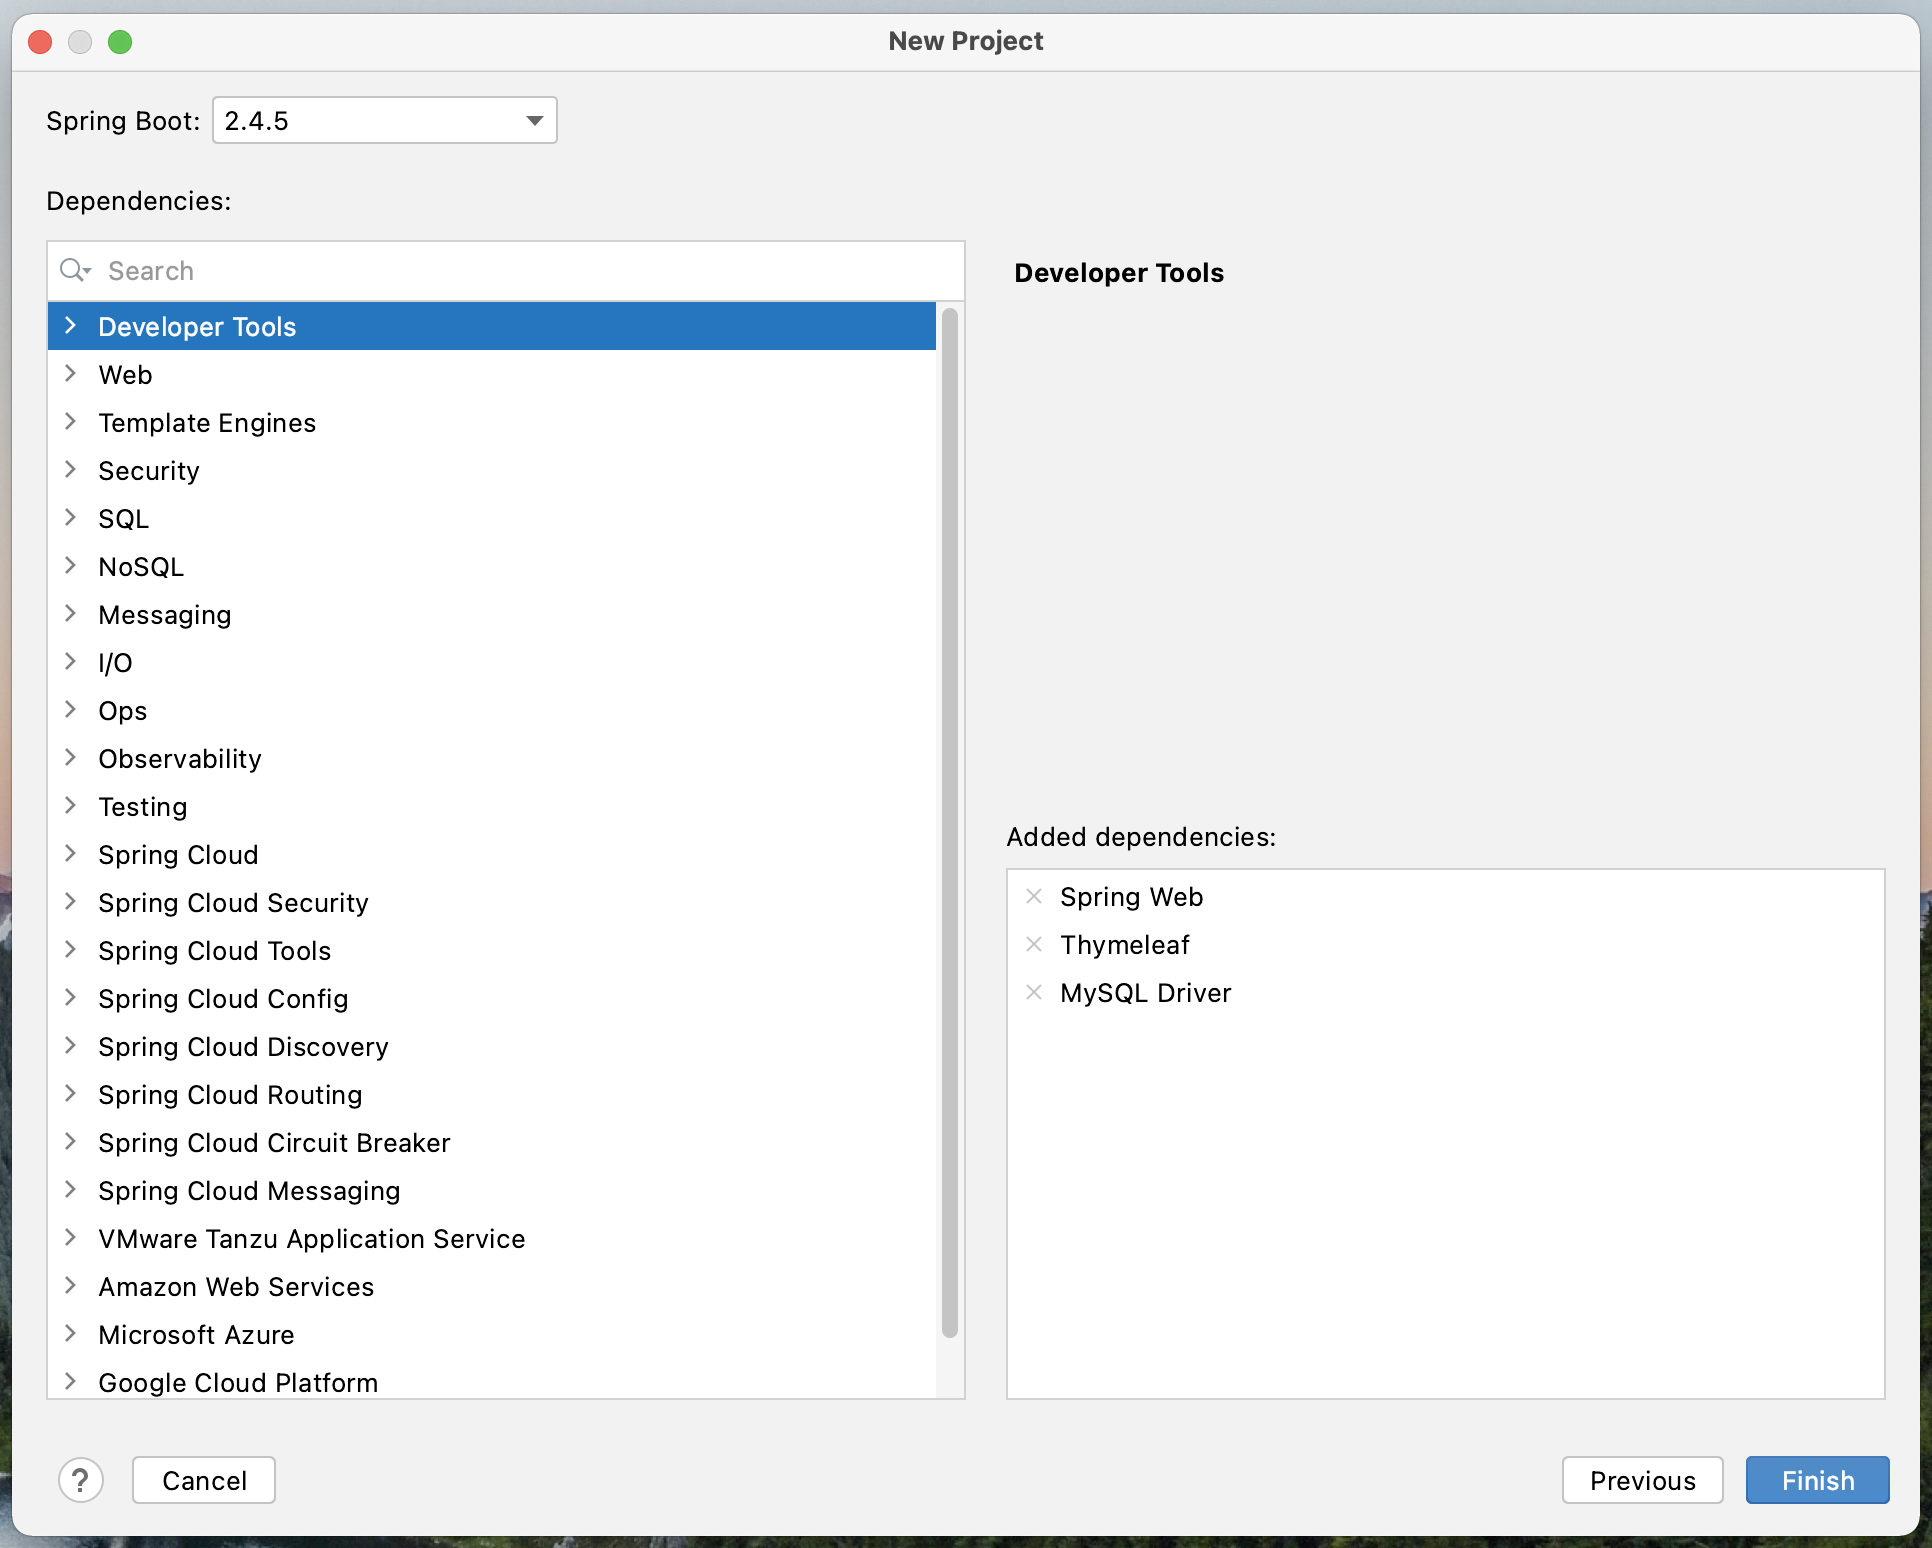 New Project
Spring Boot: 2.4.5
Dependencies:
Search
Developer Tools
Web
Template Engines
Security
SQL
NoSQL
Messaging
I/O
Ops
Observability
Testing
Spring Cloud
Spring Cloud Security
Spring Cloud Tools
Spring Cloud Config
Spring Cloud Discovery
Spring Cloud Routing
Spring Cloud Circuit Breaker
Spring Cloud Messaging
VMware Tanzu Application Service
Amazon Web Services
Microsoft Azure
Google Cloud Platform
Developer Tools
Added dependencies:
Spring Web
Thymeleaf
MySQL Driver
? Cancel Previous Finish